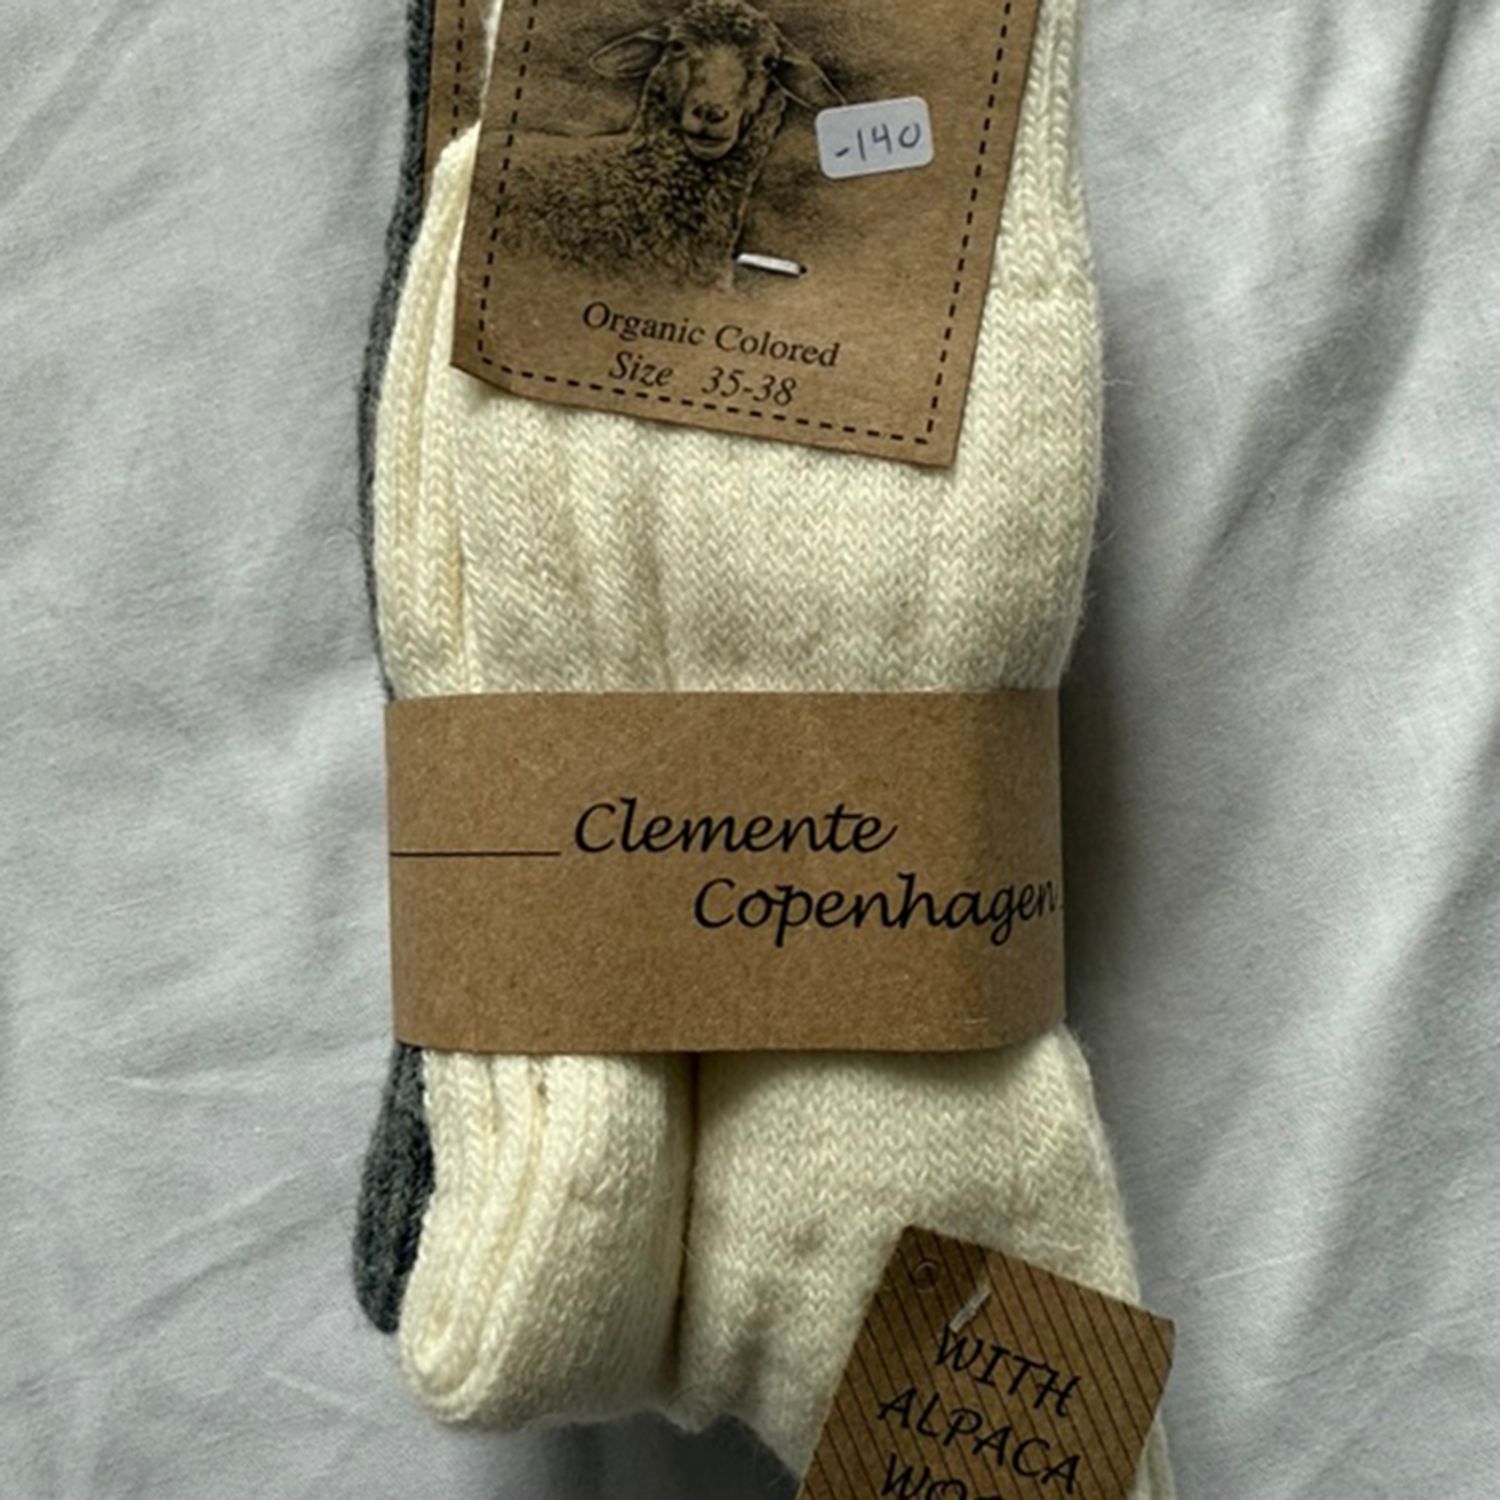 -140
Organic Colored
Size 35-38
Clemente
Copenhagen
WITH
ALPACA